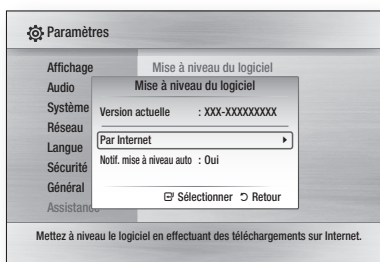 Paramètres
Affichage
Mise à niveau du logiciel
Audio
Mise à niveau du logiciel
Système
Version actuelle : XXX-XXXXXXXXX
Réseau
Par Internet
Langue
Notif. mise à niveau auto : Oui
Sécurité
Général
Sélectionner Retour
Mettez à niveau le logiciel en effectuant des téléchargements sur Internet.